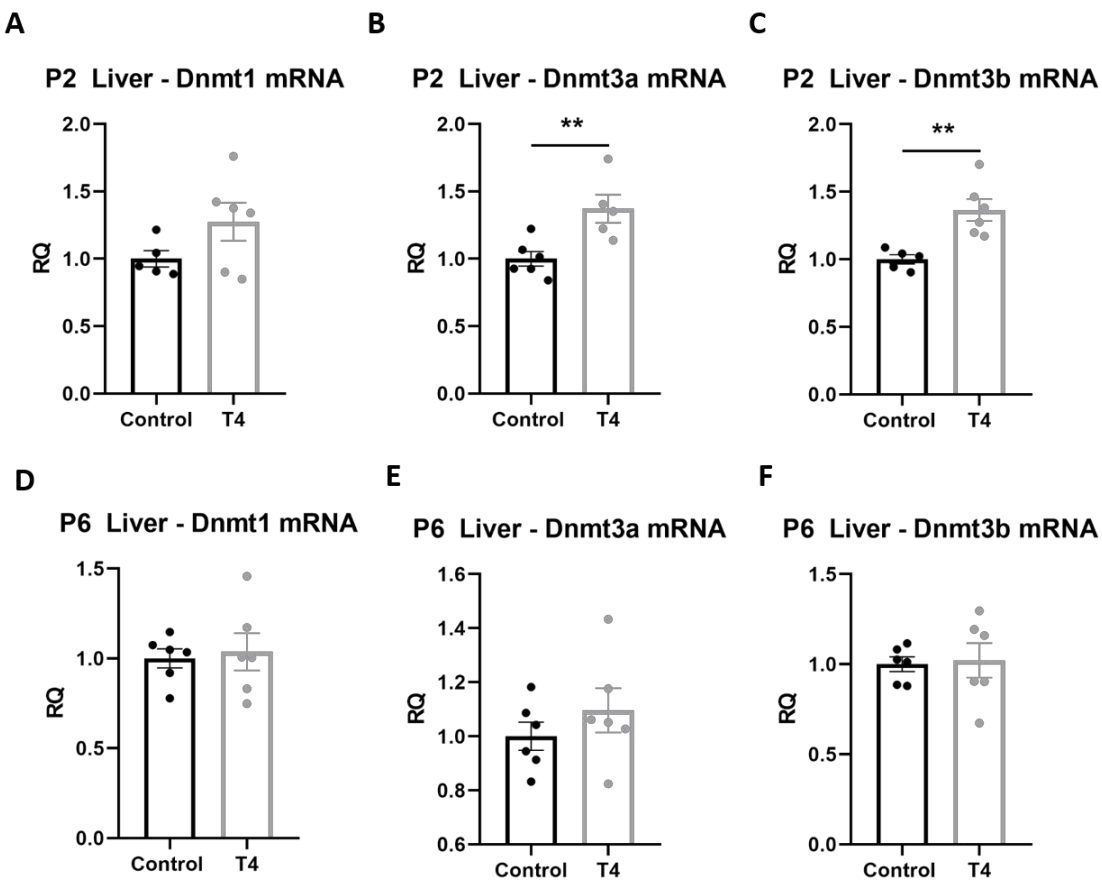 A
P2 Liver - Dnmt1 mRNA
2.0
1.5
1.0
0.5
0.0
RQ
Control T4
B
P2 Liver - Dnmt3a mRNA
**
2.0
1.5
1.0
0.5
0.0
RQ
Control T4
C
P2 Liver - Dnmt3b mRNA
**
2.0
1.5
1.0
0.5
0.0
RQ
Control T4
D
P6 Liver - Dnmt1 mRNA
1.5
1.0
0.5
0.0
RQ
Control T4
E
P6 Liver - Dnmt3a mRNA
1.6
1.4
1.2
1.0
0.8
0.6
RQ
Control T4
F
P6 Liver - Dnmt3b mRNA
1.5
1.0
0.5
0.0
RQ
Control T4